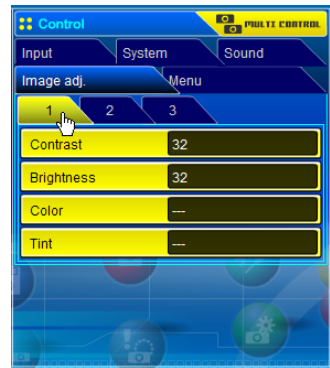 Control MULTI CONTROL
Input System Sound
Image adj. Menu
1 2 3
Contrast 32
Brightness 32
Color ---
Tint ---